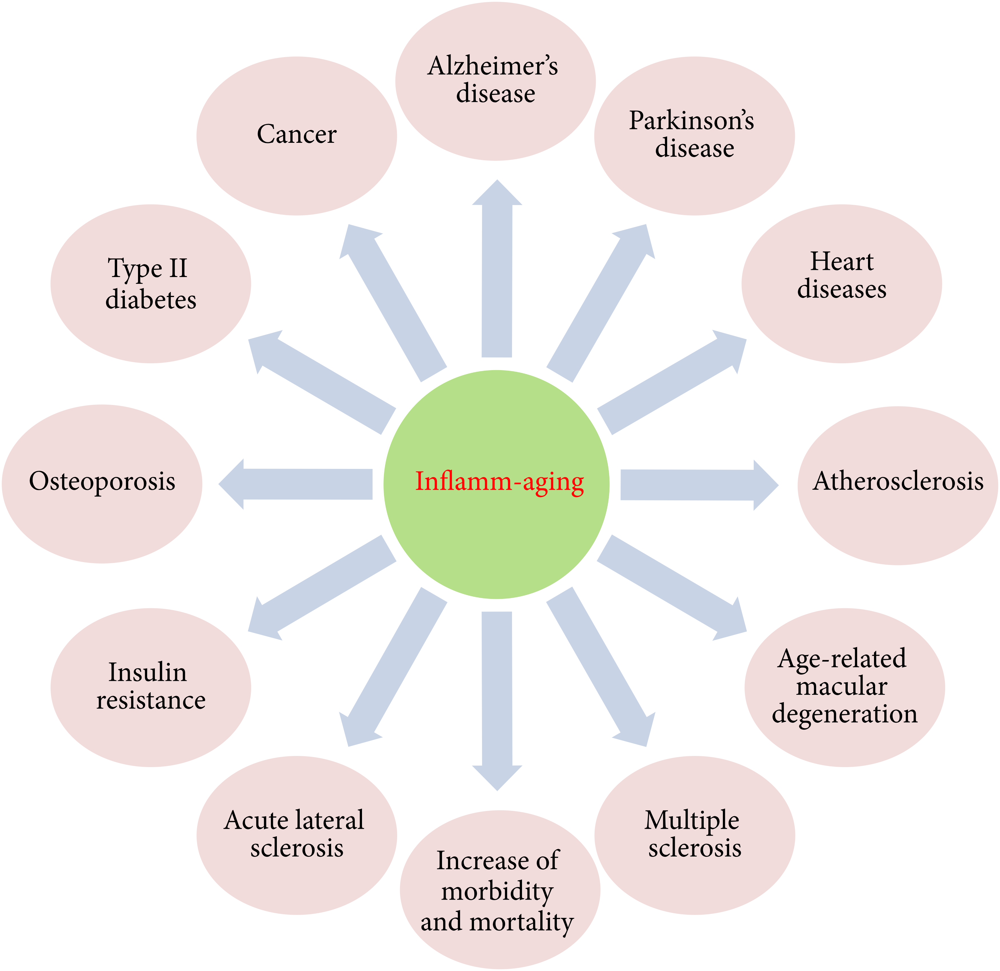 Alzheimer's
disease
Parkinson's
disease
Heart
diseases
Atherosclerosis
Age-related
macular
degeneration
Multiple
sclerosis
Increase of
morbidity
and mortality
Acute lateral
sclerosis
Insulin
resistance
Osteoporosis
Type II
diabetes
Cancer
Inflamm-aging